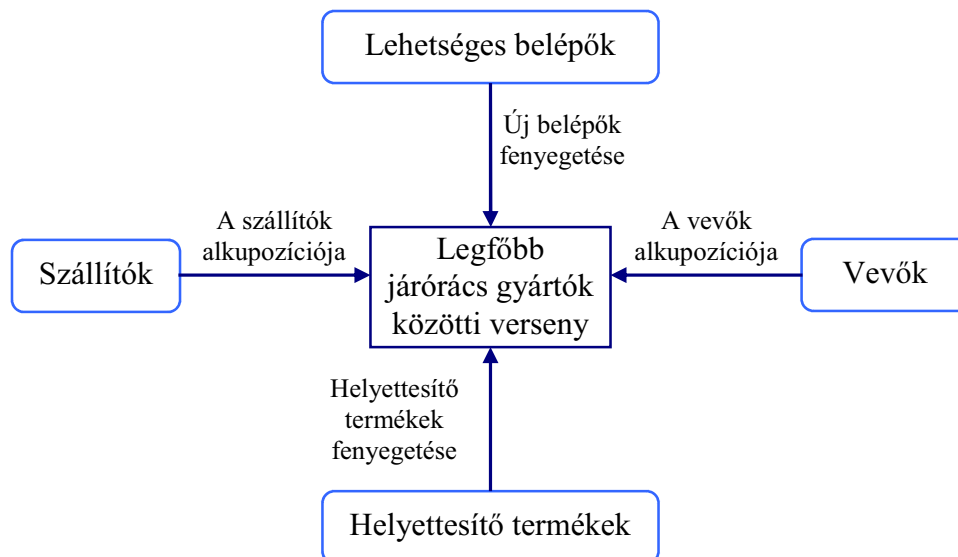 Lehetséges belépők
Új belépők
fenyegetése
A szállítók
alkupozíciója
A vevők
alkupozíciója
Szállítók
Legfőbb
járórács gyártók
közötti verseny
Vevők
Helyettesítő
termékek
fenyegetése
Helyettesítő termékek